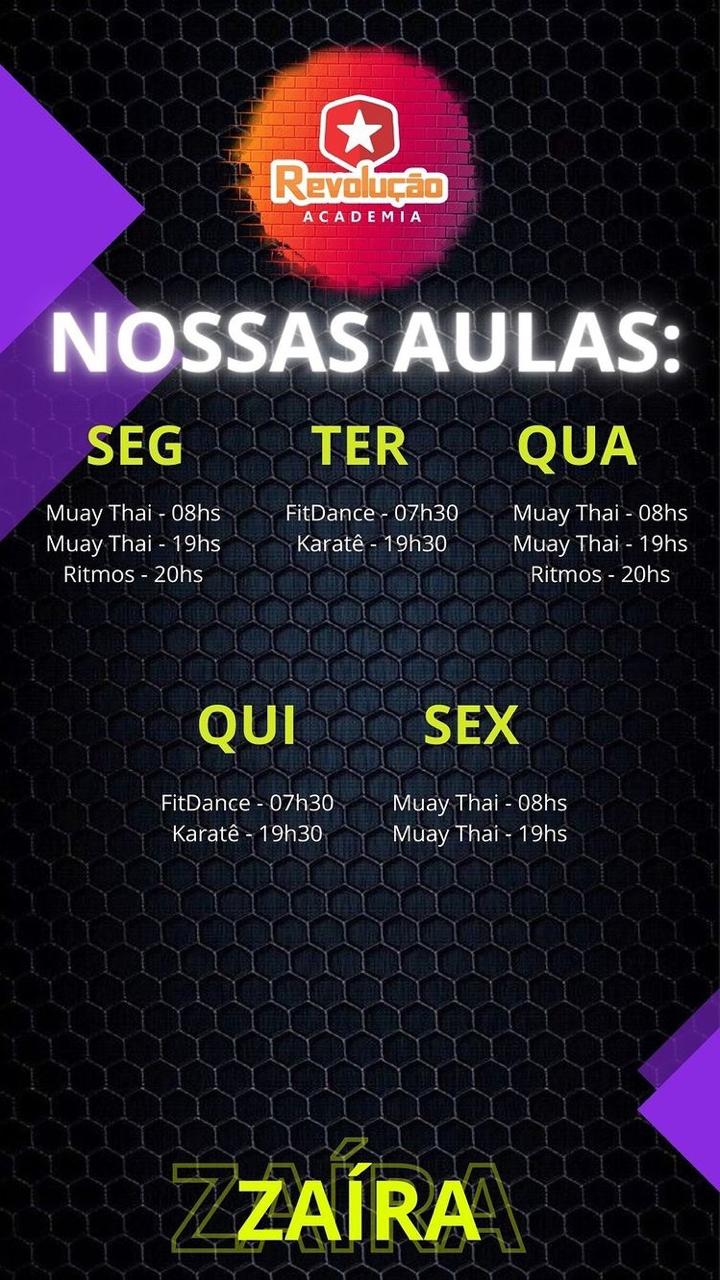 Revolução
ACADEMIA
NOSSAS AULAS:
SEG
Muay Thai - 08hs
Muay Thai - 19hs
Ritmos - 20hs
TER
FitDance - 07h30
Karatê - 19h30
QUA
Muay Thai - 08hs
Muay Thai - 19hs
Ritmos - 20hs
QUI
FitDance - 07h30
Karatê - 19h30
SEX
Muay Thai - 08hs
Muay Thai - 19hs
ZAÍRA
ZAÍRA